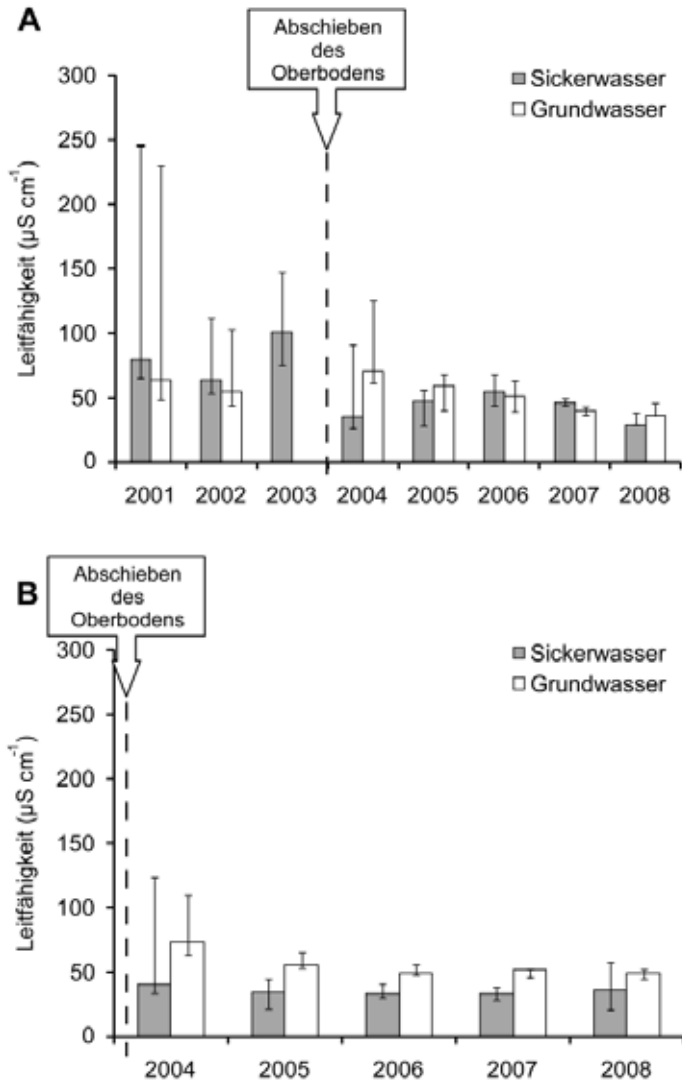 A
Abschieben
des
Oberbodens
Sickerwasser
Grundwasser
Leitfähigkeit (µS cm⁻¹)
300
250
200
150
100
50
0
2001 2002 2003 2004 2005 2006 2007 2008
B
Abschieben
des
Oberbodens
Sickerwasser
Grundwasser
Leitfähigkeit (µS cm⁻¹)
300
250
200
150
100
50
0
2004 2005 2006 2007 2008